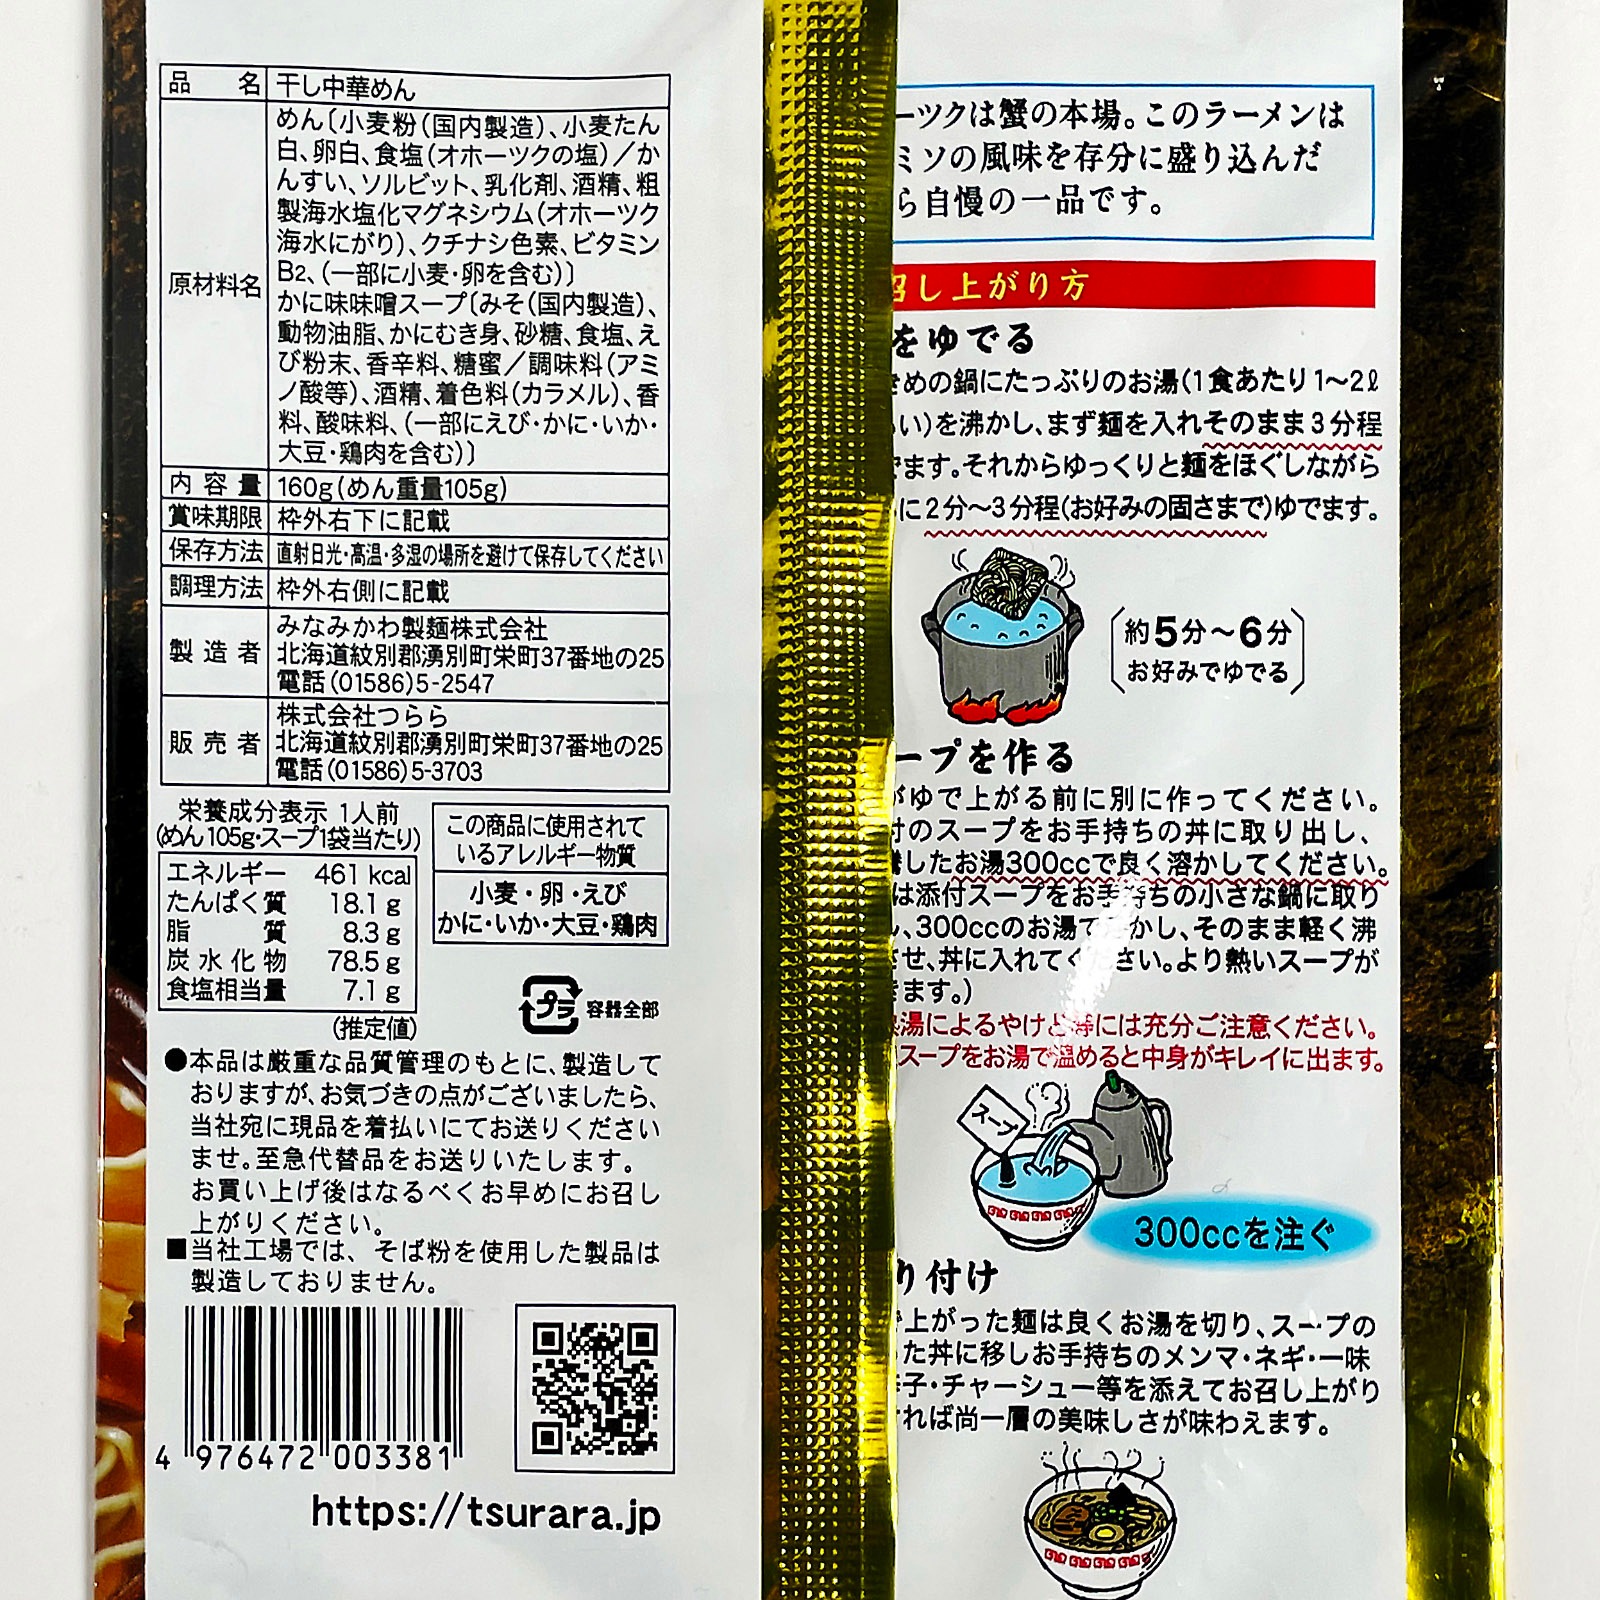 品名 干し中華めん
原材料名
めん〔小麦粉(国内製造)、小麦たん
白、卵白、食塩(オホーツクの塩)／か
んすい、ソルビット、乳化剤、酒精、粗
製海水塩化マグネシウム(オホーツク
海水にがり)、クチナシ色素、ビタミン
B2、(一部に小麦・卵を含む)〕
かに味味噌スープ〔みそ(国内製造)、
動物油脂、かにむき身、砂糖、食塩、え
び粉末、香辛料、糖蜜／調味料(アミ
ノ酸等)、酒精、着色料(カラメル)、香
料、酸味料、(一部にえび・かに・いか・
大豆・鶏肉を含む)〕
内容量 160g(めん重量105g)
賞味期限 枠外右下に記載
保存方法 直射日光・高温・多湿の場所を避けて保存してください
調理方法 枠外右側に記載
製造者
みなみかわ製麺株式会社
北海道紋別郡湧別町栄町37番地の25
電話(01586)5-2547
販売者
株式会社つらら
北海道紋別郡湧別町栄町37番地の25
電話(01586)5-3703
栄養成分表示 1人前
(めん105g・スープ1袋当たり)
エネルギー 461 kcal
たんぱく質 18.1 g
脂質 8.3 g
炭水化物 78.5 g
食塩相当量 7.1 g
(推定値)
この商品に使用されて
いるアレルギー物質
小麦・卵・えび
かに・いか・大豆・鶏肉
プラ 容器全部
●本品は厳重な品質管理のもとに、製造して
おりますが、お気づきの点がございましたら、
当社宛に現品を着払いにてお送りください
ませ。至急代替品をお送りいたします。
お買い上げ後はなるべくお早めにお召し
上がりください。
■当社工場では、そば粉を使用した製品は
製造しておりません。
4 976472 003381
https://tsurara.jp
ーツクは蟹の本場。このラーメンは
ミソの風味を存分に盛り込んだ
ら自慢の一品です。
召し上がり方
をゆでる
きめの鍋にたっぷりのお湯(1食あたり1～2ℓ
い)を沸かし、まず麺を入れそのまま3分程
でます。それからゆっくりと麺をほぐしながら
に2分～3分程(お好みの固さまで)ゆでます。
約5分～6分
お好みでゆでる
ープを作る
がゆで上がる前に別に作ってください。
付のスープをお手持ちの丼に取り出し、
騰したお湯300ccで良く溶かしてください。
は添付スープをお手持ちの小さな鍋に取り
し、300ccのお湯で溶かし、そのまま軽く沸
させ、丼に入れてください。より熱いスープが
きます。)
湯によるやけど等には充分ご注意ください。
スープをお湯で温めると中身がキレイに出ます。
スープ
300ccを注ぐ
り付け
で上がった麺は良くお湯を切り、スープの
た丼に移しお手持ちのメンマ・ネギ・一味
子・チャーシュー等を添えてお召し上がり
れば尚一層の美味しさが味わえます。